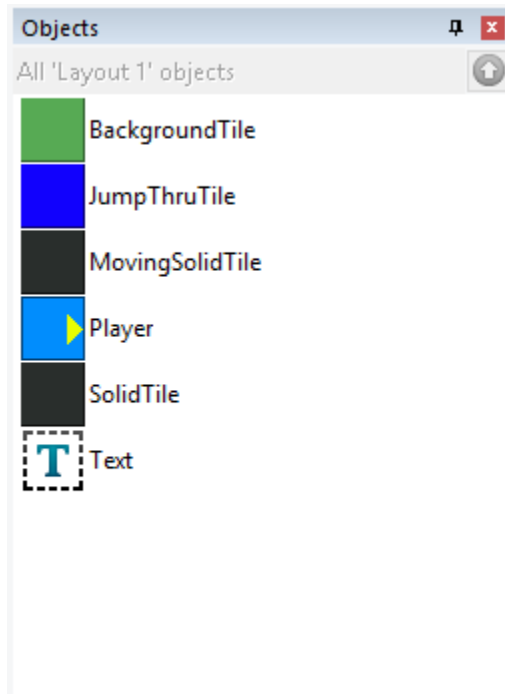 Objects
All 'Layout 1' objects
BackgroundTile
JumpThruTile
MovingSolidTile
Player
SolidTile
T Text